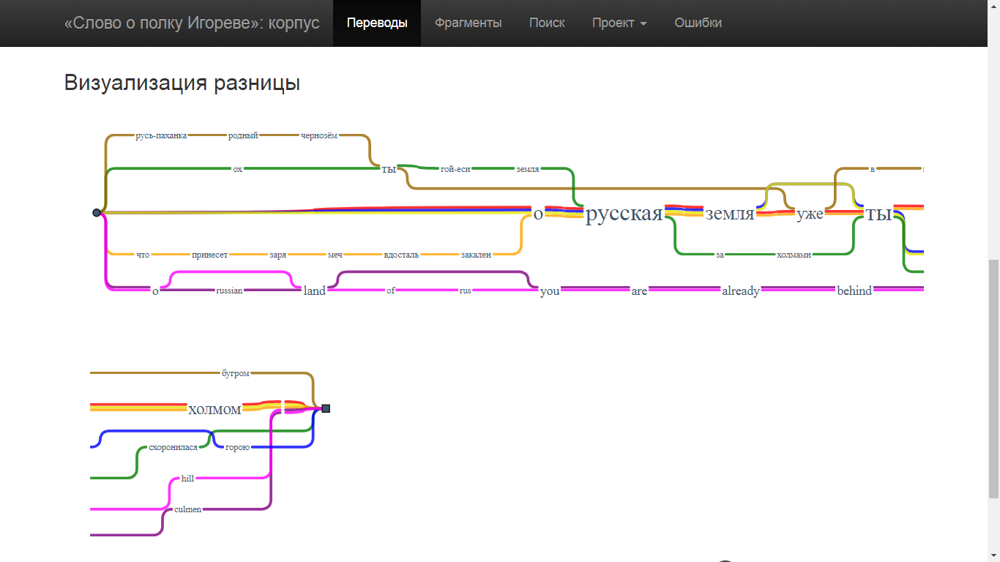 «Слово о полку Игореве»: корпус Переводы Фрагменты Поиск Проект Ошибки
Визуализация разницы
русь-паханка родный чернозём
ох ты гой-еси земля в
о русская земля уже ты
что принесет заря меч вдосталь закален за холмами
о russian land of rus you are already behind
бугром
холмом
схоронилася горою
hill
culmen